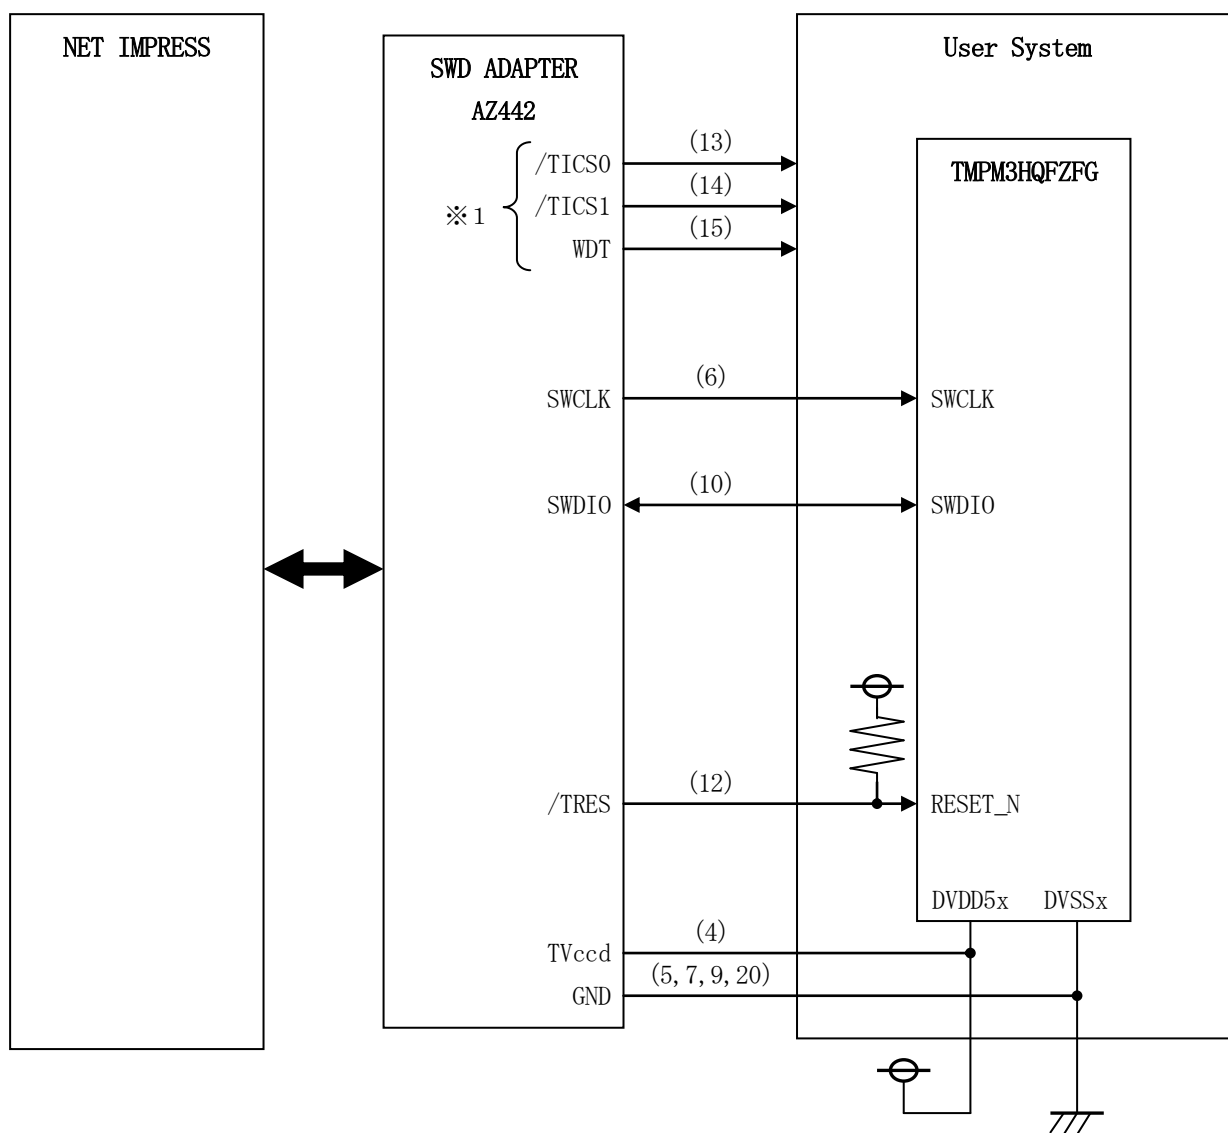 NET IMPRESS
User System
SWD ADAPTER
AZ442
(13)
/TICS0
TMPM3HQFZFG
(14)
※1
/TICS1
(15)
WDT
(6)
SWCLK
SWCLK
(10)
SWDIO
SWDIO
(12)
/TRES
RESET_N
DVDD5x
DVSSx
(4)
TVccd
(5,7,9,20)
GND